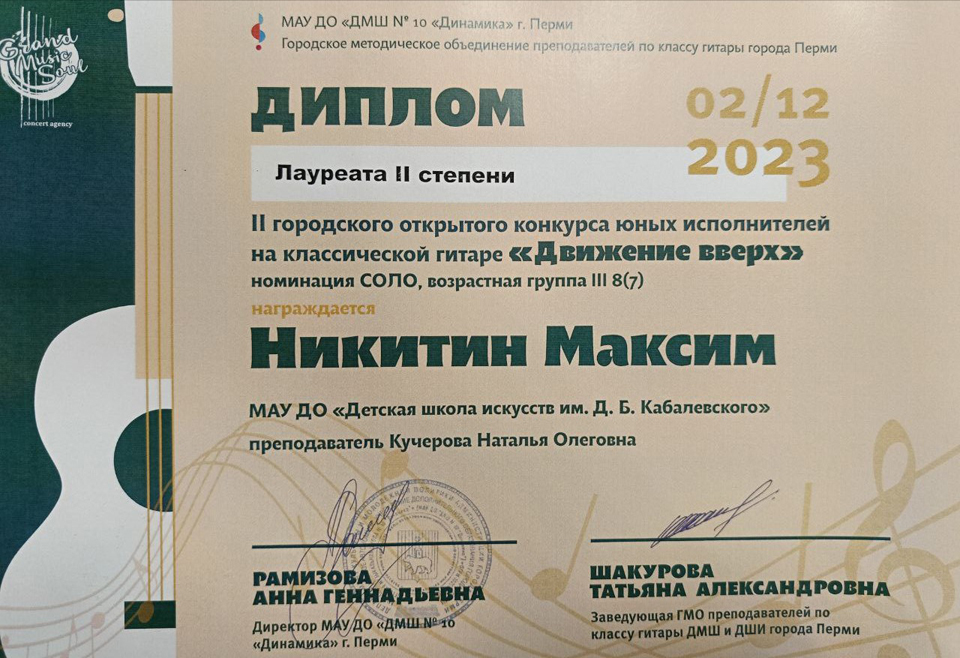 Grand
Music
Soul
concert agency
МАУ ДО «ДМШ № 10 «Динамика» г. Перми
Городское методическое объединение преподавателей по классу гитары города Перми
ДИПЛОМ
02/12
2023
Лауреата II степени
II городского открытого конкурса юных исполнителей
на классической гитаре «Движение вверх»
номинация СОЛО, возрастная группа III 8(7)
награждается
Никитин Максим
МАУ ДО «Детская школа искусств им. Д. Б. Кабалевского»
преподаватель Кучерова Наталья Олеговна
РАМИЗОВА
АННА ГЕННАДЬЕВНА
Директор МАУ ДО «ДМШ № 10
«Динамика» г. Перми
ШАКУРОВА
ТАТЬЯНА АЛЕКСАНДРОВНА
Заведующая ГМО преподавателей по
классу гитары ДМШ и ДШИ города Перми